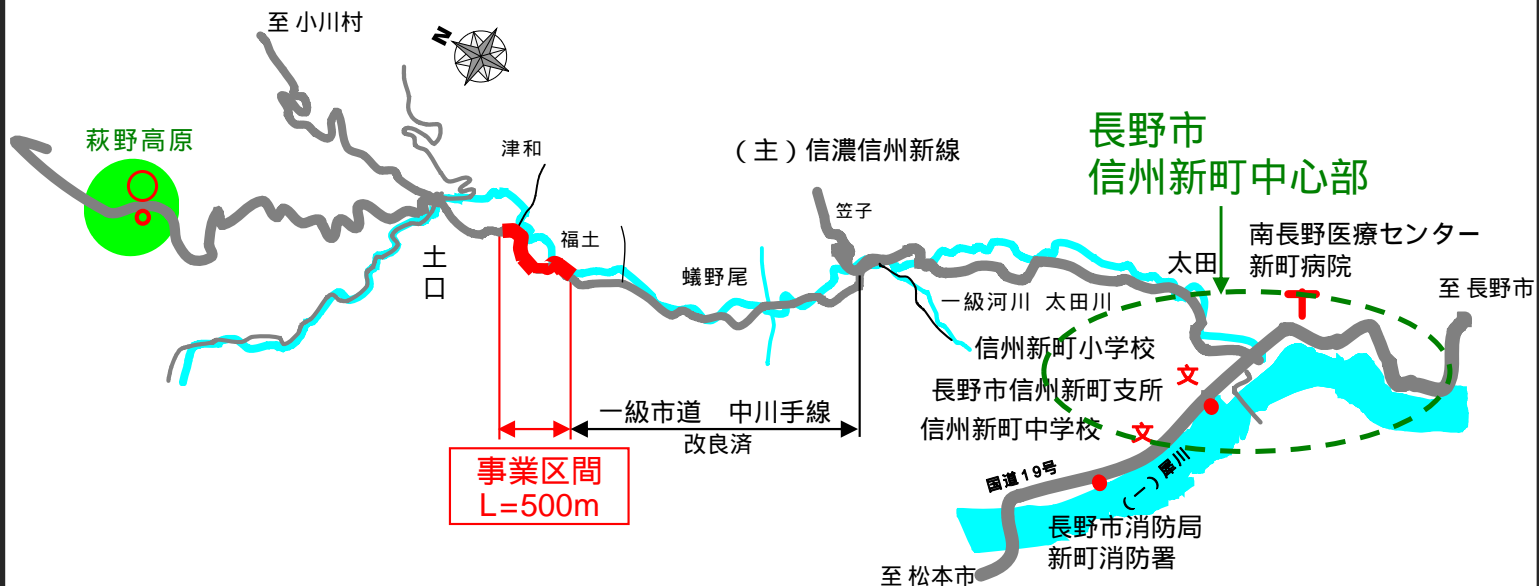 至 小川村
N
萩野高原
津和
(主)信濃信州新線
長野市
信州新町中心部
笠子
福土
土口
蟻野尾
太田
南長野医療センター
新町病院
至 長野市
一級河川 太田川
信州新町小学校
文
長野市信州新町支所
一級市道 中川手線
改良済
信州新町中学校
文
事業区間
L=500m
国道19号
(一)犀川
長野市消防局
新町消防署
至 松本市